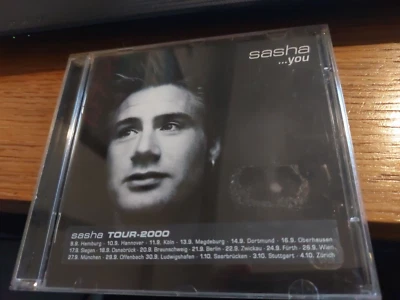 sasha
...you
sasha TOUR-2000
9.9. Hamburg · 10.9. Hannover · 11.9. Köln · 13.9. Magdeburg · 14.9. Dortmund · 16.9. Oberhausen
17.9. Siegen · 18.9. Osnabrück · 20.9. Braunschweig · 21.9. Berlin · 22.9. Zwickau · 24.9. Fürth · 26.9. Wien
27.9. München · 29.9. Offenbach 30.9. Ludwigshafen · 1.10. Saarbrücken · 3.10. Stuttgart · 4.10. Zürich